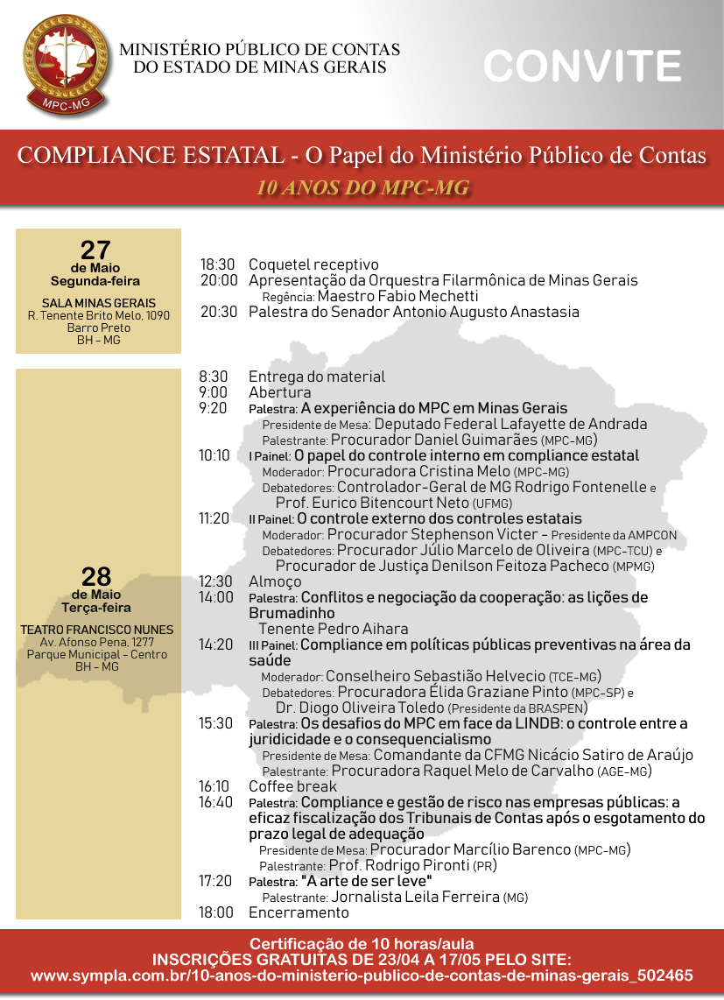 MPC-MG
MINISTÉRIO PÚBLICO DE CONTAS
DO ESTADO DE MINAS GERAIS
CONVITE
COMPLIANCE ESTATAL - O Papel do Ministério Público de Contas
10 ANOS DO MPC-MG
27
de Maio
Segunda-feira
SALA MINAS GERAIS
R. Tenente Brito Melo, 1090
Barro Preto
BH - MG
18:30 Coquetel receptivo
20:00 Apresentação da Orquestra Filarmônica de Minas Gerais
Regência: Maestro Fabio Mechetti
20:30 Palestra do Senador Antonio Augusto Anastasia
28
de Maio
Terça-feira
TEATRO FRANCISCO NUNES
Av. Afonso Pena, 1277
Parque Municipal - Centro
BH - MG
8:30 Entrega do material
9:00 Abertura
9:20 Palestra: A experiência do MPC em Minas Gerais
Presidente de Mesa: Deputado Federal Lafayette de Andrada
Palestrante: Procurador Daniel Guimarães (MPC-MG)
10:10 I Painel: O papel do controle interno em compliance estatal
Moderador: Procuradora Cristina Melo (MPC-MG)
Debatedores: Controlador-Geral de MG Rodrigo Fontenelle e
Prof. Eurico Bitencourt Neto (UFMG)
11:20 II Painel: O controle externo dos controles estatais
Moderador: Procurador Stephenson Victer - Presidente da AMPCON
Debatedores: Procurador Júlio Marcelo de Oliveira (MPC-TCU) e
Procurador de Justiça Denilson Feitoza Pacheco (MPMG)
12:30 Almoço
14:00 Palestra: Conflitos e negociação da cooperação: as lições de
Brumadinho
Tenente Pedro Aihara
14:20 III Painel: Compliance em políticas públicas preventivas na área da
saúde
Moderador: Conselheiro Sebastião Helvecio (TCE-MG)
Debatedores: Procuradora Élida Graziane Pinto (MPC-SP) e
Dr. Diogo Oliveira Toledo (Presidente da BRASPEN)
15:30 Palestra: Os desafios do MPC em face da LINDB: o controle entre a
juridicidade e o consequencialismo
Presidente de Mesa: Comandante da CFMG Nicácio Satiro de Araújo
Palestrante: Procuradora Raquel Melo de Carvalho (AGE-MG)
16:10 Coffee break
16:40 Palestra: Compliance e gestão de risco nas empresas públicas: a
eficaz fiscalização dos Tribunais de Contas após o esgotamento do
prazo legal de adequação
Presidente de Mesa: Procurador Marcílio Barenco (MPC-MG)
Palestrante: Prof. Rodrigo Pironti (PR)
17:20 Palestra: "A arte de ser leve"
Palestrante: Jornalista Leila Ferreira (MG)
18:00 Encerramento
Certificação de 10 horas/aula
INSCRIÇÕES GRATUITAS DE 23/04 A 17/05 PELO SITE:
www.sympla.com.br/10-anos-do-ministerio-publico-de-contas-de-minas-gerais_502465